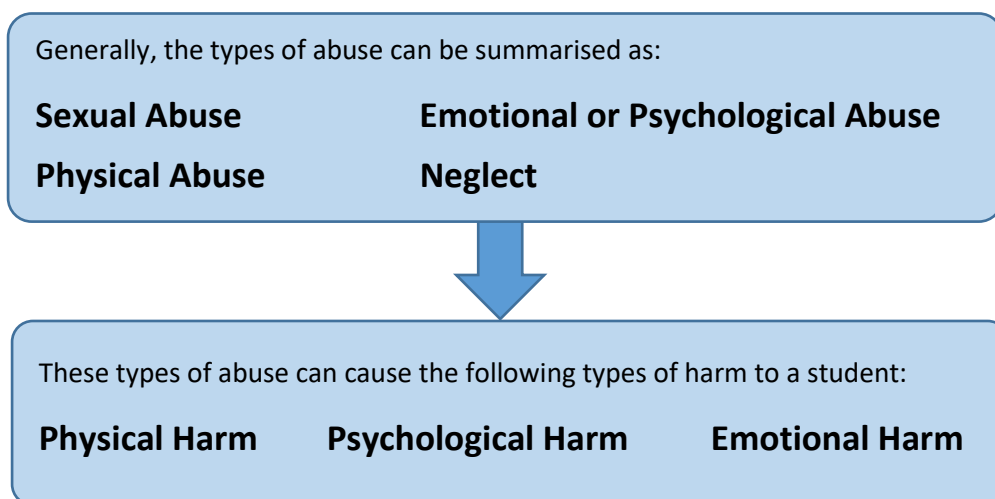 Generally, the types of abuse can be summarised as:
Sexual Abuse Emotional or Psychological Abuse
Physical Abuse Neglect
These types of abuse can cause the following types of harm to a student:
Physical Harm Psychological Harm Emotional Harm